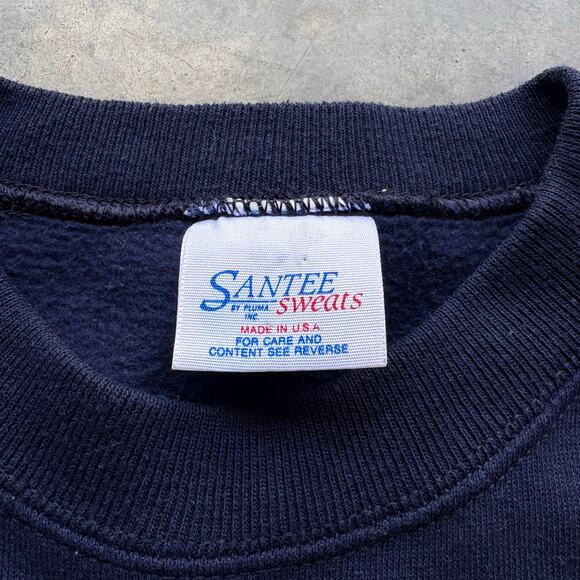 SANTEE
sweats
BY PLUMA
INC.
MADE IN U.S.A.
FOR CARE AND
CONTENT SEE REVERSE